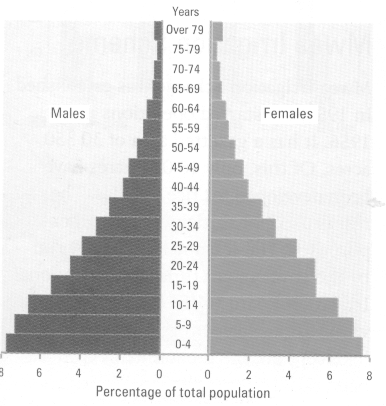 Years
Over 79
75-79
70-74
65-69
60-64
Males
Females
55-59
50-54
45-49
40-44
35-39
30-34
25-29
20-24
15-19
10-14
5-9
0-4
8 6 4 2 0 0 2 4 6 8
Percentage of total population